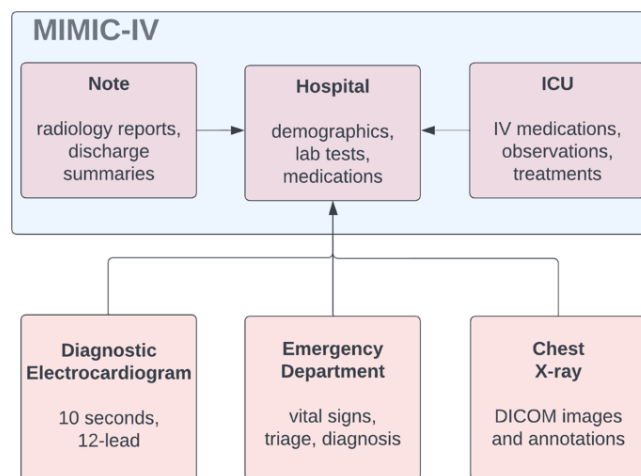 MIMIC-IV
Note
radiology reports,
discharge
summaries
Hospital
demographics,
lab tests,
medications
ICU
IV medications,
observations,
treatments
Diagnostic
Electrocardiogram
10 seconds,
12-lead
Emergency
Department
vital signs,
triage, diagnosis
Chest
X-ray
DICOM images
and annotations